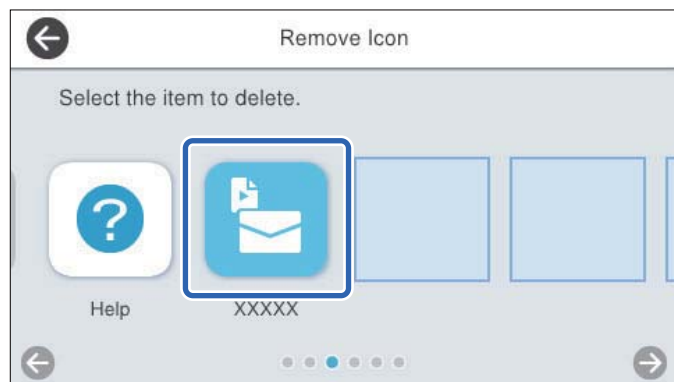 Remove Icon
Select the item to delete.
?
Help
XXXXX